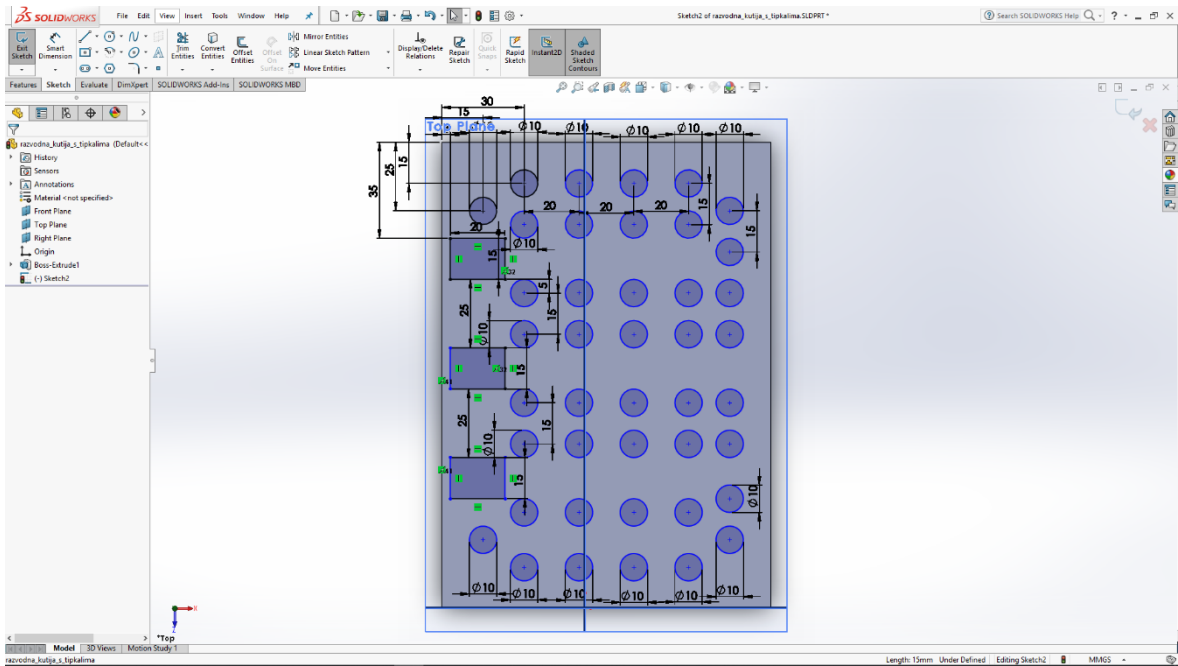 SOLIDWORKS File Edit View Insert Tools Window Help Sketch2 of razvodna_kutija_s_tipkalima.SLDPRT * Search SOLIDWORKS Help
Exit Sketch Smart Dimension Trim Entities Convert Entities Offset Entities Offset On Surface Mirror Entities Linear Sketch Pattern Move Entities Display/Delete Relations Repair Sketch Quick Snaps Rapid Sketch Instant2D Shaded Sketch Contours
Features Sketch Evaluate DimXpert SOLIDWORKS Add-Ins SOLIDWORKS MBD
razvodna_kutija_s_tipkalima (Default<<
History
Sensors
Annotations
Material <not specified>
Front Plane
Top Plane
Right Plane
Origin
Boss-Extrude1
(-) Sketch2
30
15
Top Plane
Ø10 Ø10 Ø10 Ø10 Ø10
15
25
35
20 20 20
15
15
20
Ø10
15
5
15
25
Ø10
15
25
15
Ø10
15
Ø10
Ø10 Ø10 Ø10 Ø10 Ø10 Ø10
X
Z
*Top
Model 3D Views Motion Study 1
razvodna_kutija_s_tipkalima Length: 15mm Under Defined Editing Sketch2 MMGS